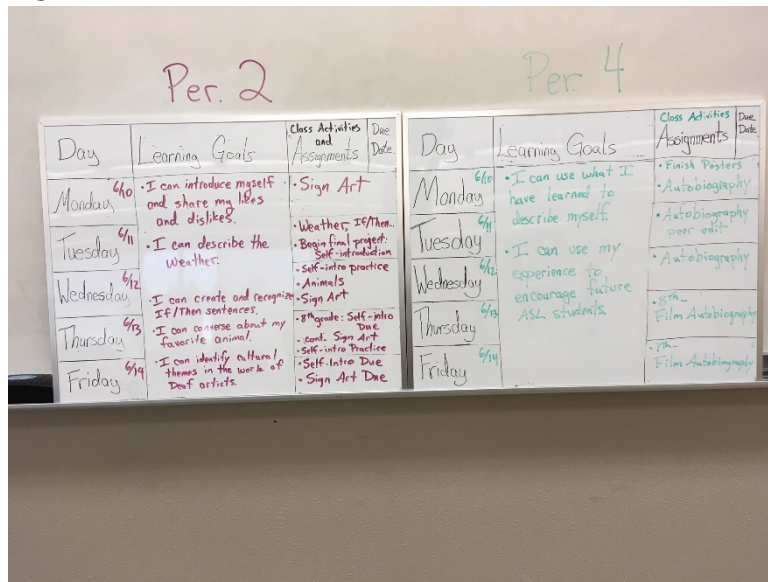 Per. 2
Day
Learning Goals
Class Activities
and
Assignments
Due
Date
Monday 6/10
Tuesday 6/11
Wednesday 6/12
Thursday 6/13
Friday 6/14
• I can introduce myself
and share my likes
and dislikes.
• I can describe the
weather.
• I can create and recognize
If/Then sentences.
• I can converse about my
favorite animal.
• I can identify cultural
themes in the work of
Deaf artists.
• Sign Art
• Weather, If/Then...
• Begin final project:
Self-introduction
• Self-intro practice
• Animals
• Sign Art
• 8th grade: Self-intro
Due
• cont. Sign Art
• Self-intro Practice
• Self-Intro Due
• Sign Art Due
Per. 4
Day
Learning Goals
Class Activities
Assignments
Due
Date
Monday 6/10
Tuesday 6/11
Wednesday 6/12
Thursday 6/13
Friday 6/14
• I can use what I
have learned to
describe myself.
• I can use my
experience to
encourage future
ASL students.
• Finish Posters
• Autobiography
• Autobiography
peer edit
• Autobiography
• 8th...
Film Autobiography
• 7th...
Film Autobiography